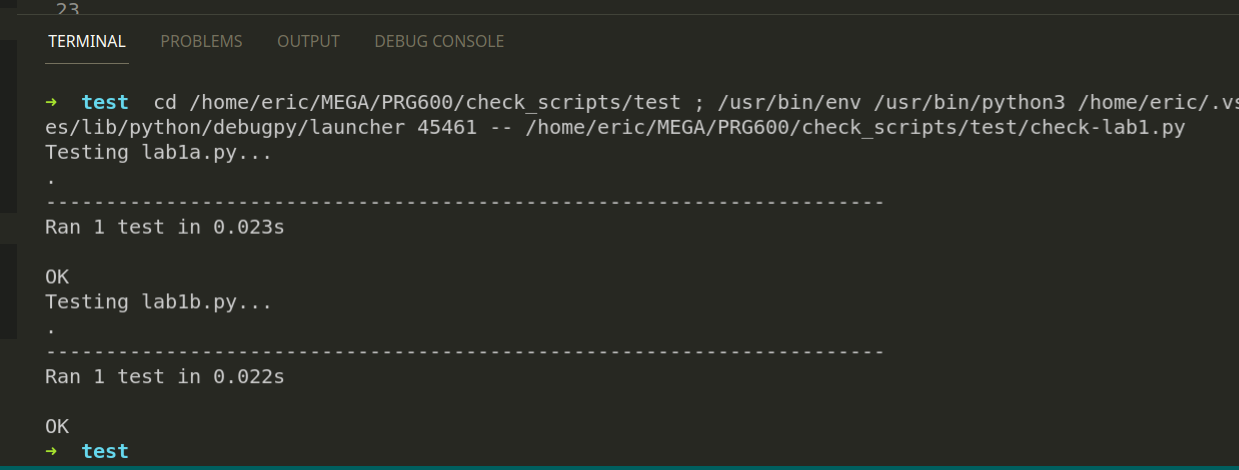 23
TERMINAL PROBLEMS OUTPUT DEBUG CONSOLE
➜ test cd /home/eric/MEGA/PRG600/check_scripts/test ; /usr/bin/env /usr/bin/python3 /home/eric/.vs
es/lib/python/debugpy/launcher 45461 -- /home/eric/MEGA/PRG600/check_scripts/test/check-lab1.py
Testing lab1a.py...
.
----------------------------------------------------------------------
Ran 1 test in 0.023s
OK
Testing lab1b.py...
.
----------------------------------------------------------------------
Ran 1 test in 0.022s
OK
➜ test